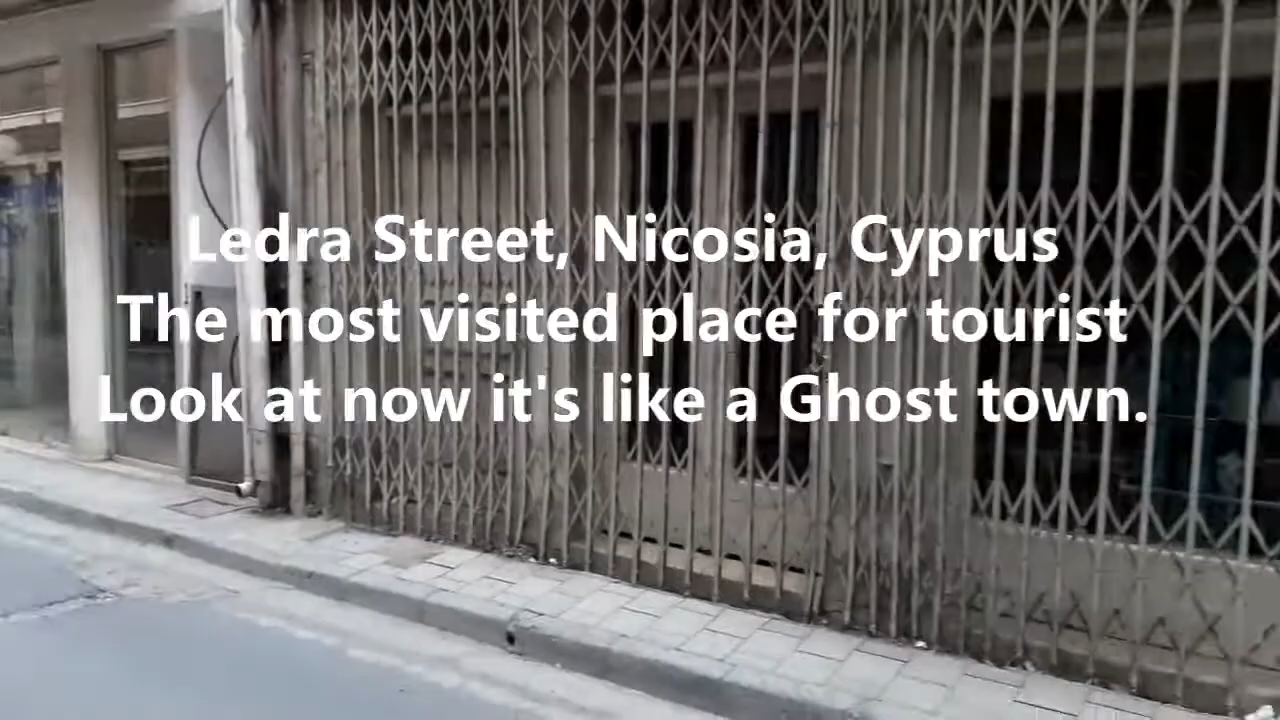 Ledra Street, Nicosia, Cyprus
The most visited place for tourist
Look at now it's like a Ghost town.